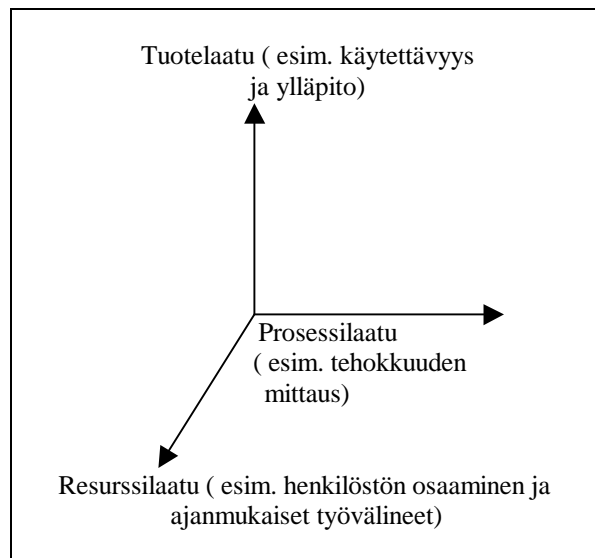 Tuotelaatu ( esim. käytettävyys
ja ylläpito)
Prosessilaatu
( esim. tehokkuuden
mittaus)
Resurssilaatu ( esim. henkilöstön osaaminen ja
ajanmukaiset työvälineet)